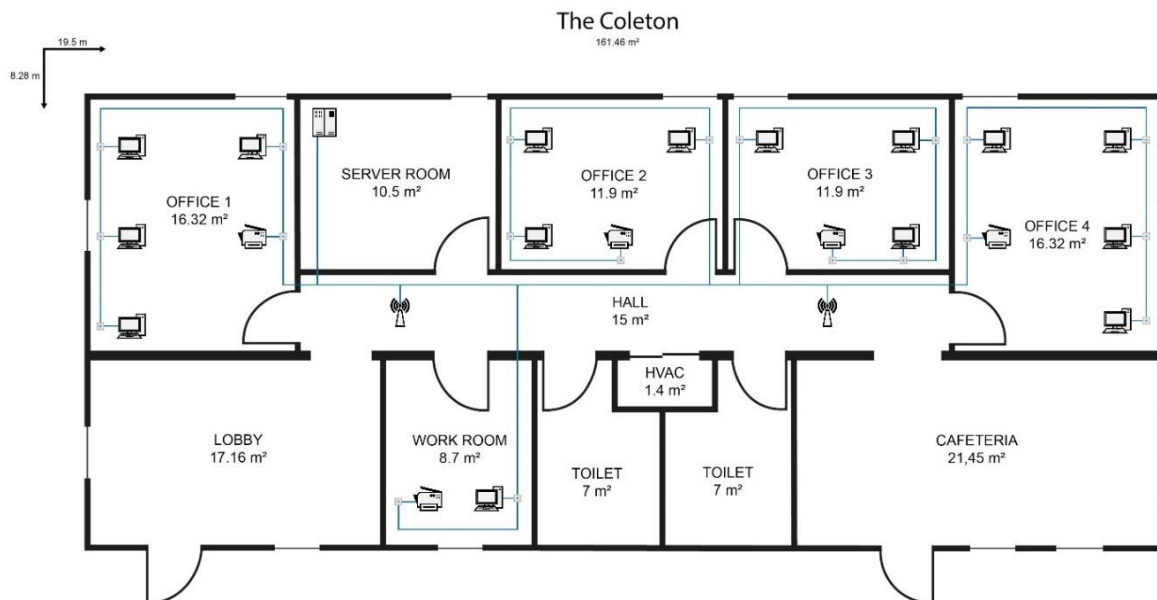 The Coleton
161.46 m²
19.5 m
8.28 m
OFFICE 1
16.32 m²
SERVER ROOM
10.5 m²
OFFICE 2
11.9 m²
OFFICE 3
11.9 m²
OFFICE 4
16.32 m²
HALL
15 m²
HVAC
1.4 m²
LOBBY
17.16 m²
WORK ROOM
8.7 m²
TOILET
7 m²
TOILET
7 m²
CAFETERIA
21,45 m²